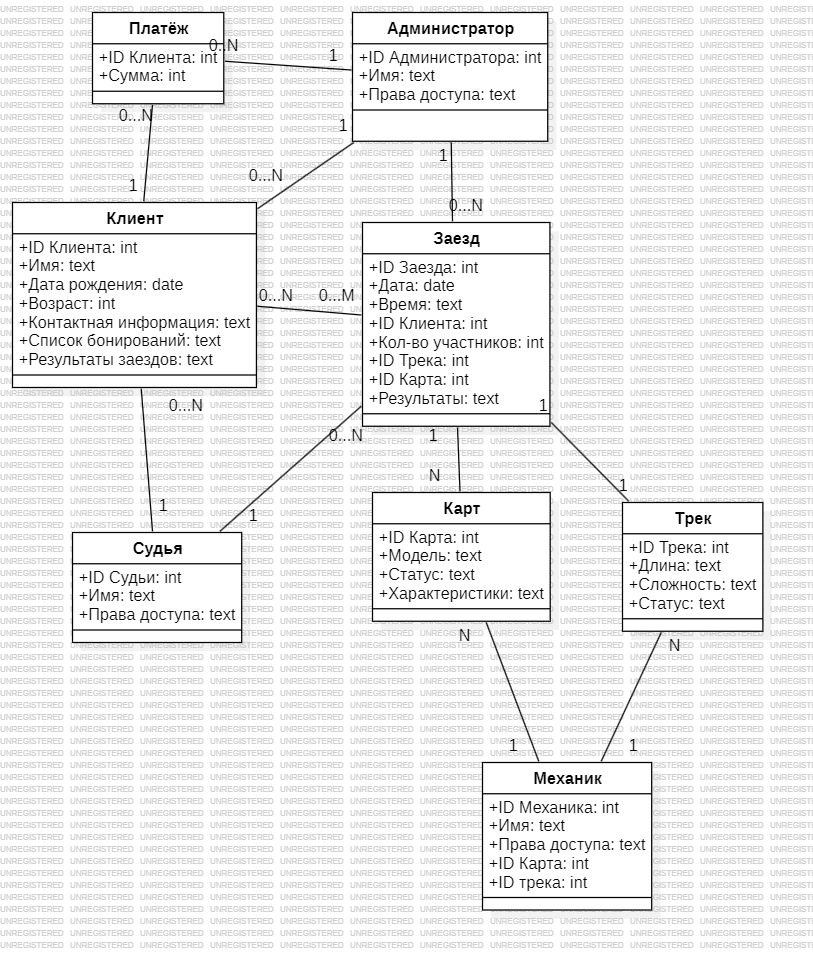 Платёж
+ID Клиента: int
+Сумма: int
0..N
1
Администратор
+ID Администратора: int
+Имя: text
+Права доступа: text
0...N
1
1
0...N
1
0...N
Клиент
+ID Клиента: int
+Имя: text
+Дата рождения: date
+Возраст: int
+Контактная информация: text
+Список бонирований: text
+Результаты заездов: text
0...N
0...M
Заезд
+ID Заезда: int
+Дата: date
+Время: text
+ID Клиента: int
+Кол-во участников: int
+ID Трека: int
+ID Карта: int
+Результаты: text
0...N
1
0...N
1
1
N
1
1
Судья
+ID Судьи: int
+Имя: text
+Права доступа: text
Карт
+ID Карта: int
+Модель: text
+Статус: text
+Характеристики: text
Трек
+ID Трека: int
+Длина: text
+Сложность: text
+Статус: text
N
N
1
1
Механик
+ID Механика: int
+Имя: text
+Права доступа: text
+ID Карта: int
+ID трека: int
UNREGISTERED